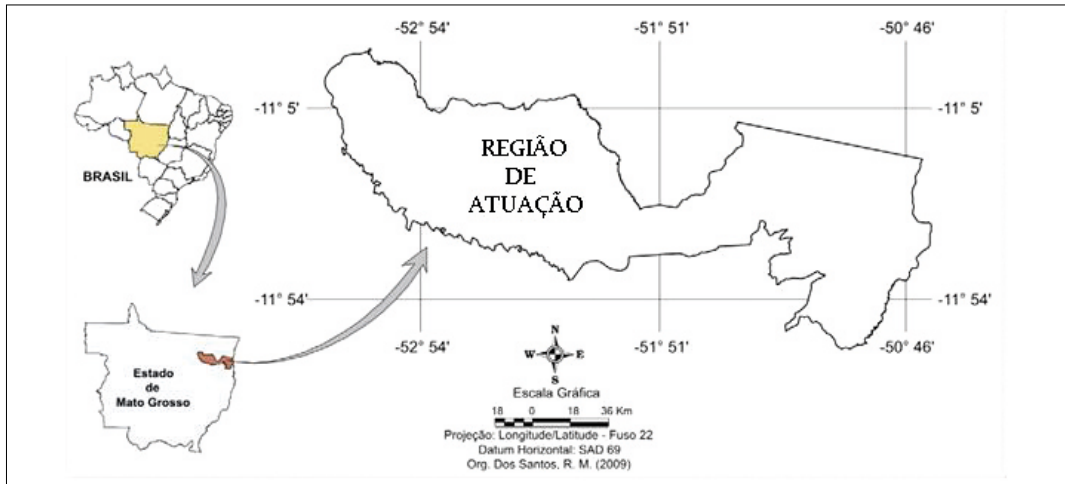 -52° 54'
-51° 51'
-50° 46'
-11° 5'
-11° 5'
REGIÃO
DE
ATUAÇÃO
BRASIL
-11° 54'
-11° 54'
-52° 54'
-51° 51'
-50° 46'
N
W
E
S
Estado
de
Mato Grosso
Escala Gráfica
18 0 18 36 Km
Projeção: Longitude/Latitude - Fuso 22
Datum Horizontal: SAD 69
Org. Dos Santos, R. M. (2009)